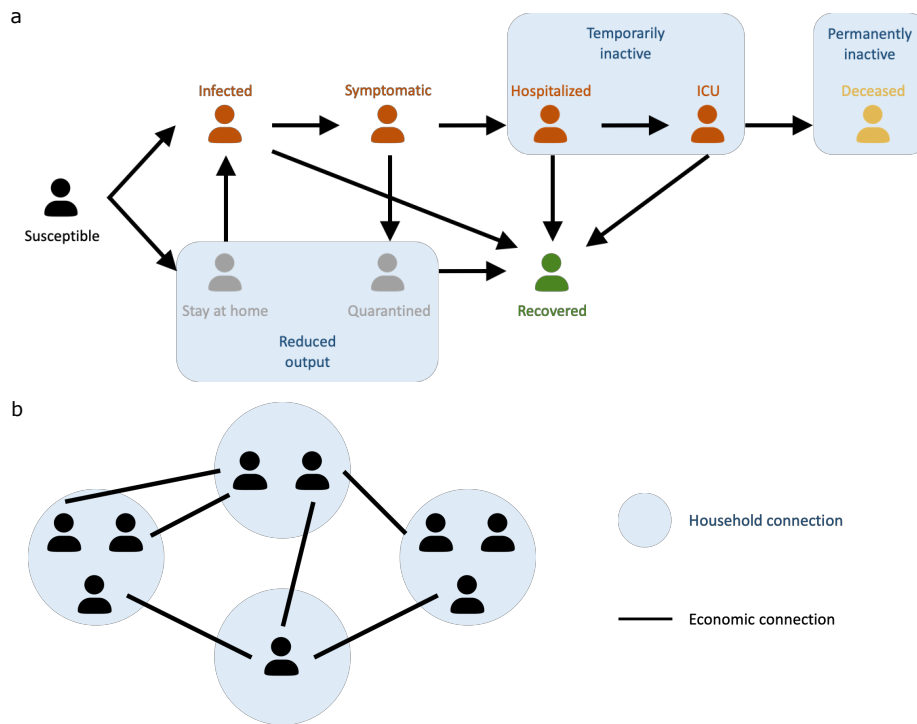 a
Temporarily
inactive
Permanently
inactive
Infected
Symptomatic
Hospitalized
ICU
Deceased
Susceptible
Stay at home
Quarantined
Recovered
Reduced
output
b
Household connection
Economic connection